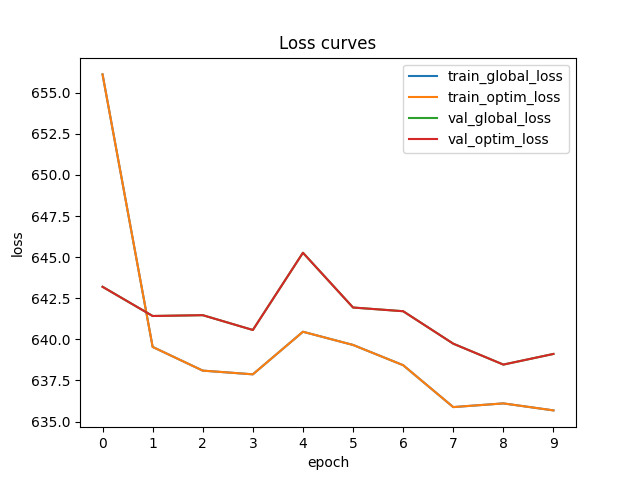 Loss curves
train_global_loss
train_optim_loss
val_global_loss
val_optim_loss
655.0
652.5
650.0
647.5
645.0
642.5
640.0
637.5
635.0
loss
0 1 2 3 4 5 6 7 8 9
epoch